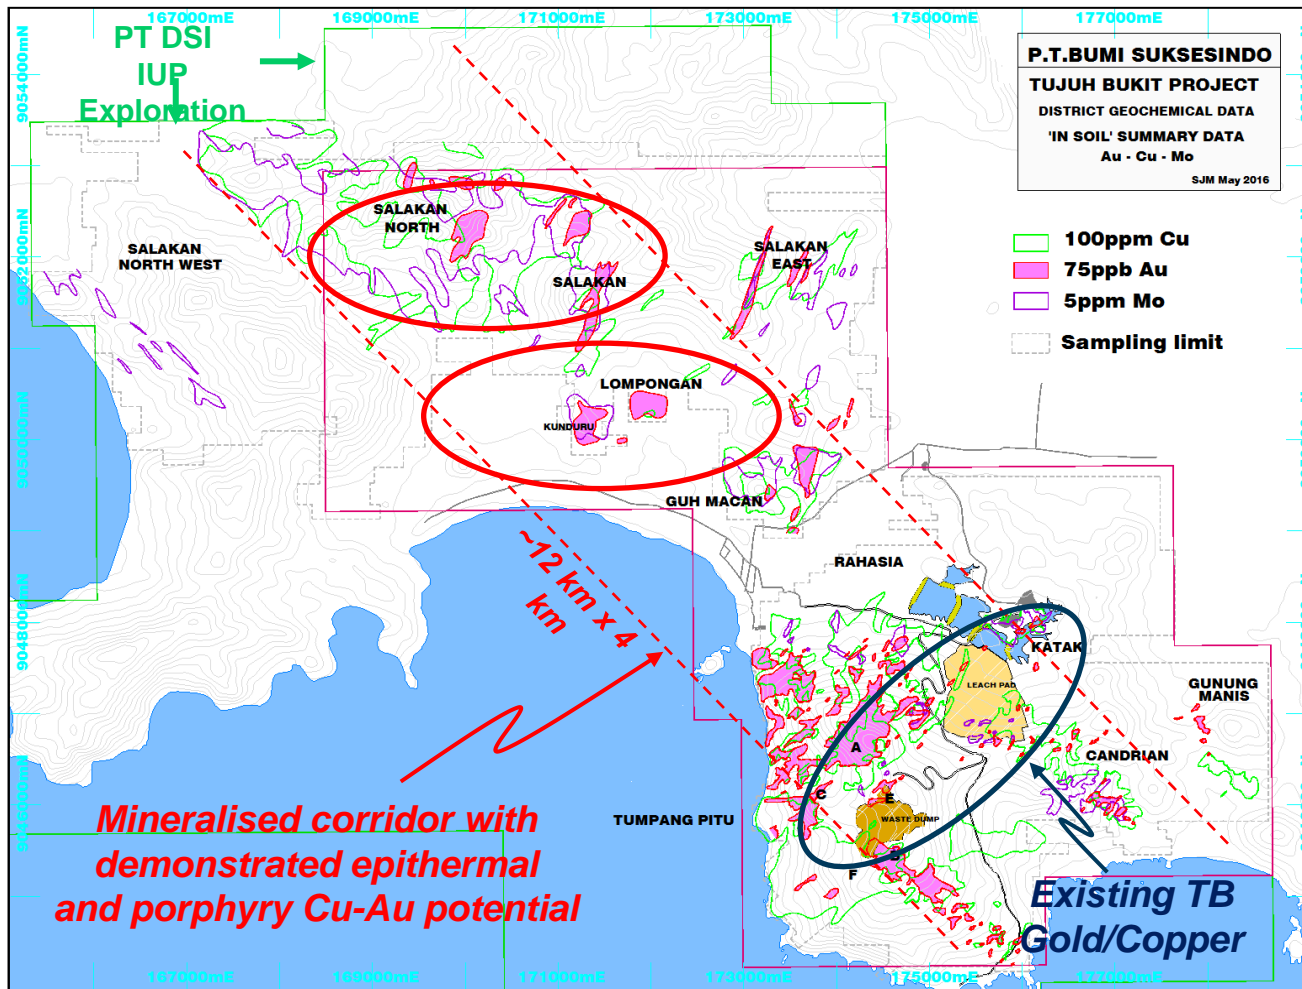 167000mE
169000mE
171000mE
173000mE
175000mE
177000mE
PT DSI
IUP
Exploration
9054000mN
P.T.BUMI SUKSESINDO
TUJUH BUKIT PROJECT
DISTRICT GEOCHEMICAL DATA
'IN SOIL' SUMMARY DATA
Au - Cu - Mo
SJM May 2016
SALAKAN
NORTH
SALAKAN
NORTH WEST
SALAKAN
EAST
SALAKAN
9052000mN
100ppm Cu
75ppb Au
5ppm Mo
Sampling limit
LOMPONGAN
KUNDURU
9050000mN
GUH MACAN
RAHASIA
~12 km x 4
km
9048000mN
KATAK
LEACH PAD
GUNUNG
MANIS
A
CANDRIAN
C
E
9046000mN
TUMPANG PITU
WASTE DUMP
F
Mineralised corridor with
demonstrated epithermal
and porphyry Cu-Au potential
Existing TB
Gold/Copper
167000mE
169000mE
171000mE
173000mE
175000mE
177000mE